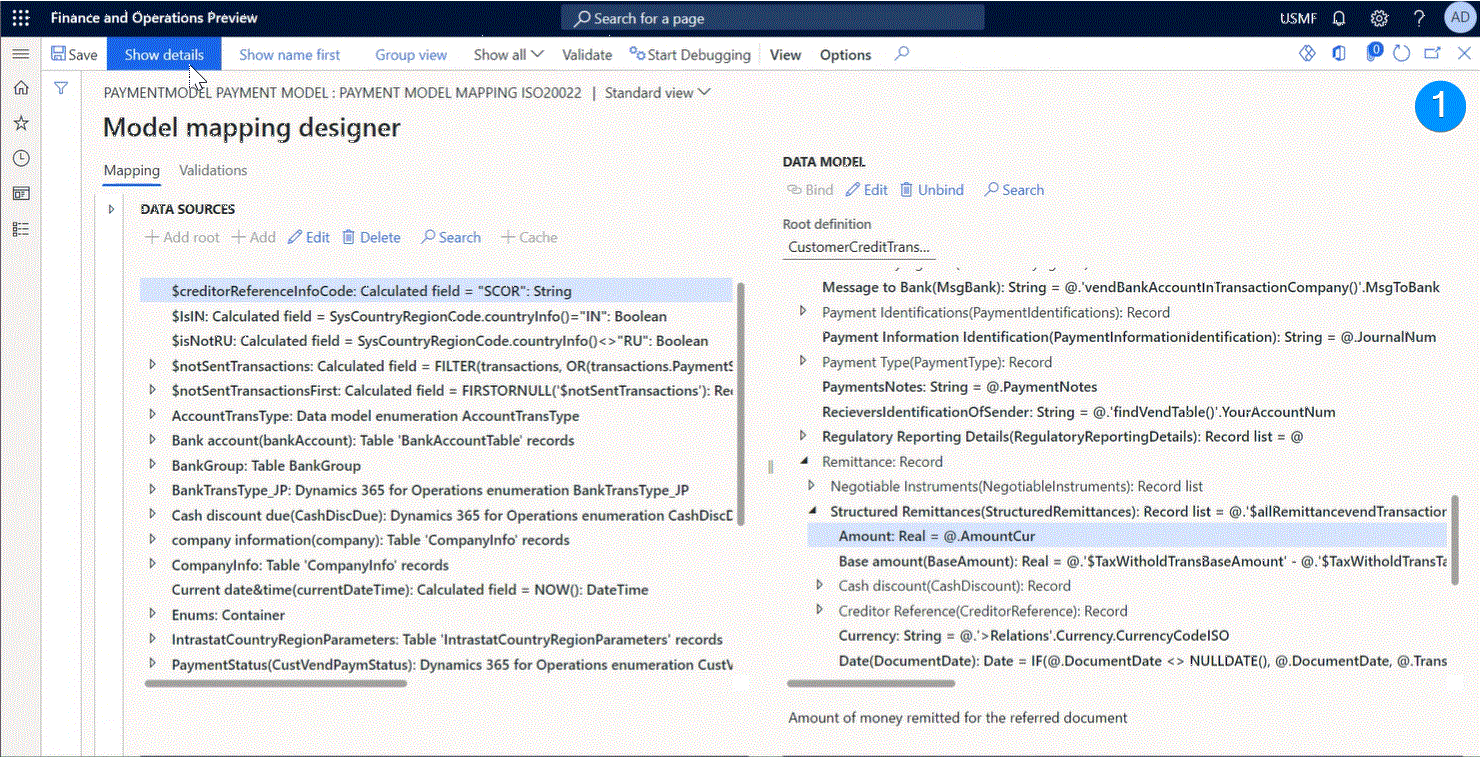 Finance and Operations Preview
Search for a page
USMF
AD
Save
Show details
Show name first
Group view
Show all
Validate
Start Debugging
View
Options
0
PAYMENTMODEL PAYMENT MODEL : PAYMENT MODEL MAPPING ISO20022 | Standard view
1
Model mapping designer
Mapping
Validations
DATA SOURCES
Add root
Add
Edit
Delete
Search
Cache
$creditorReferenceInfoCode: Calculated field = "SCOR": String
$IsIN: Calculated field = SysCountryRegionCode.countryInfo()="IN": Boolean
$isNotRU: Calculated field = SysCountryRegionCode.countryInfo()<>"RU": Boolean
$notSentTransactions: Calculated field = FILTER(transactions, OR(transactions.PaymentS
$notSentTransactionsFirst: Calculated field = FIRSTORNULL('$notSentTransactions'): Rec
AccountTransType: Data model enumeration AccountTransType
Bank account(bankAccount): Table 'BankAccountTable' records
BankGroup: Table BankGroup
BankTransType_JP: Dynamics 365 for Operations enumeration BankTransType_JP
Cash discount due(CashDiscDue): Dynamics 365 for Operations enumeration CashDiscD
company information(company): Table 'CompanyInfo' records
CompanyInfo: Table 'CompanyInfo' records
Current date&time(currentDateTime): Calculated field = NOW(): DateTime
Enums: Container
IntrastatCountryRegionParameters: Table 'IntrastatCountryRegionParameters' records
PaymentStatus(CustVendPaymStatus): Dynamics 365 for Operations enumeration CustV
DATA MODEL
Bind
Edit
Unbind
Search
Root definition
CustomerCreditTrans...
Message to Bank(MsgBank): String = @.'vendBankAccountInTransactionCompany()'.MsgToBank
Payment Identifications(PaymentIdentifications): Record
Payment Information Identification(PaymentInformationIdentification): String = @.JournalNum
Payment Type(PaymentType): Record
PaymentsNotes: String = @.PaymentNotes
RecieversIdentificationOfSender: String = @.'findVendTable()'.YourAccountNum
Regulatory Reporting Details(RegulatoryReportingDetails): Record list = @
Remittance: Record
Negotiable Instruments(NegotiableInstruments): Record list
Structured Remittances(StructuredRemittances): Record list = @.'$allRemittancevendTransaction
Amount: Real = @.AmountCur
Base amount(BaseAmount): Real = @.'$TaxWitholdTransBaseAmount' - @.'$TaxWitholdTransTa
Cash discount(CashDiscount): Record
Creditor Reference(CreditorReference): Record
Currency: String = @.'>Relations'.Currency.CurrencyCodeISO
Date(DocumentDate): Date = IF(@.DocumentDate <> NULLDATE(), @.DocumentDate, @.Trans
Amount of money remitted for the referred document